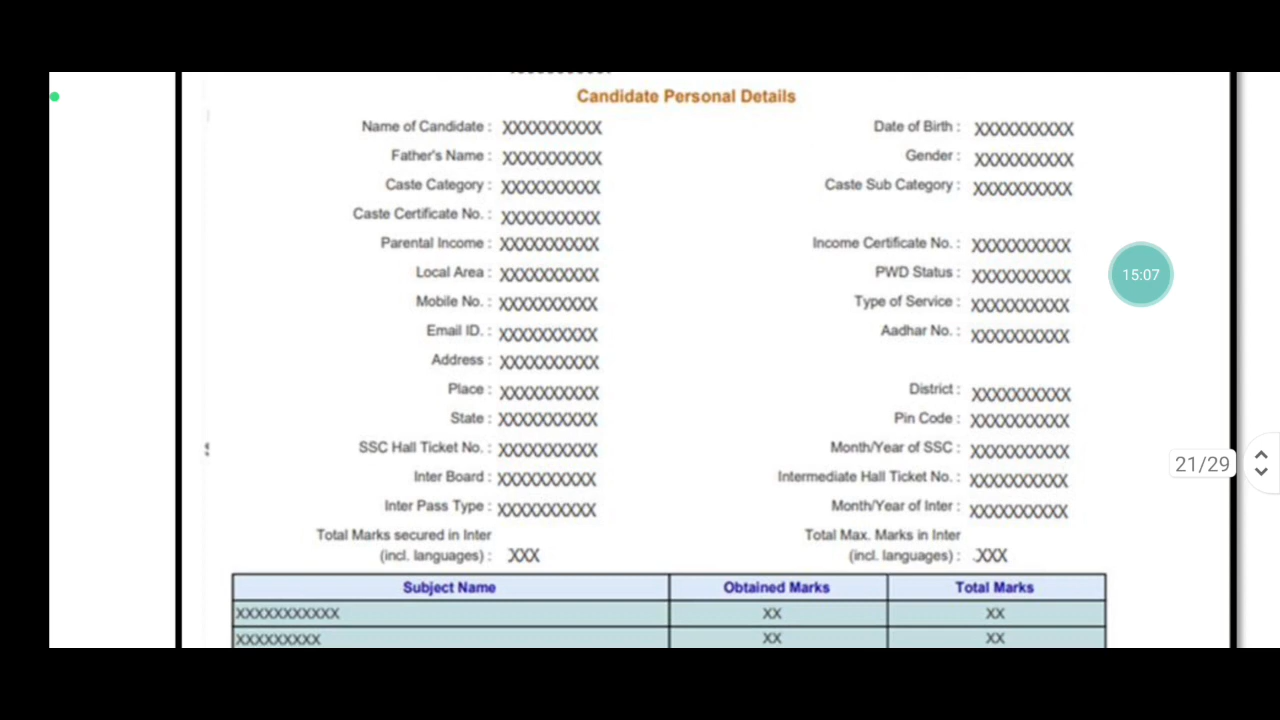 Candidate Personal Details
Name of Candidate : XXXXXXXXXX Date of Birth : XXXXXXXXXX
Father's Name : XXXXXXXXXX Gender : XXXXXXXXXX
Caste Category : XXXXXXXXXX Caste Sub Category : XXXXXXXXXX
Caste Certificate No. : XXXXXXXXXX
Parental Income : XXXXXXXXXX Income Certificate No. : XXXXXXXXXX
Local Area : XXXXXXXXXX PWD Status : XXXXXXXXXX
15:07
Mobile No. : XXXXXXXXXX Type of Service : XXXXXXXXXX
Email ID. : XXXXXXXXXX Aadhar No. : XXXXXXXXXX
Address : XXXXXXXXXX
Place : XXXXXXXXXX District : XXXXXXXXXX
State : XXXXXXXXXX Pin Code : XXXXXXXXXX
SSC Hall Ticket No. : XXXXXXXXXX Month/Year of SSC : XXXXXXXXXX
21/29
Inter Board : XXXXXXXXXX Intermediate Hall Ticket No. : XXXXXXXXXX
Inter Pass Type : XXXXXXXXXX Month/Year of Inter : XXXXXXXXXX
Total Marks secured in Inter Total Max. Marks in Inter
(incl. languages) : XXX (incl. languages) : XXX
Subject Name Obtained Marks Total Marks
XXXXXXXXXXX XX XX
XXXXXXXXX XX XX